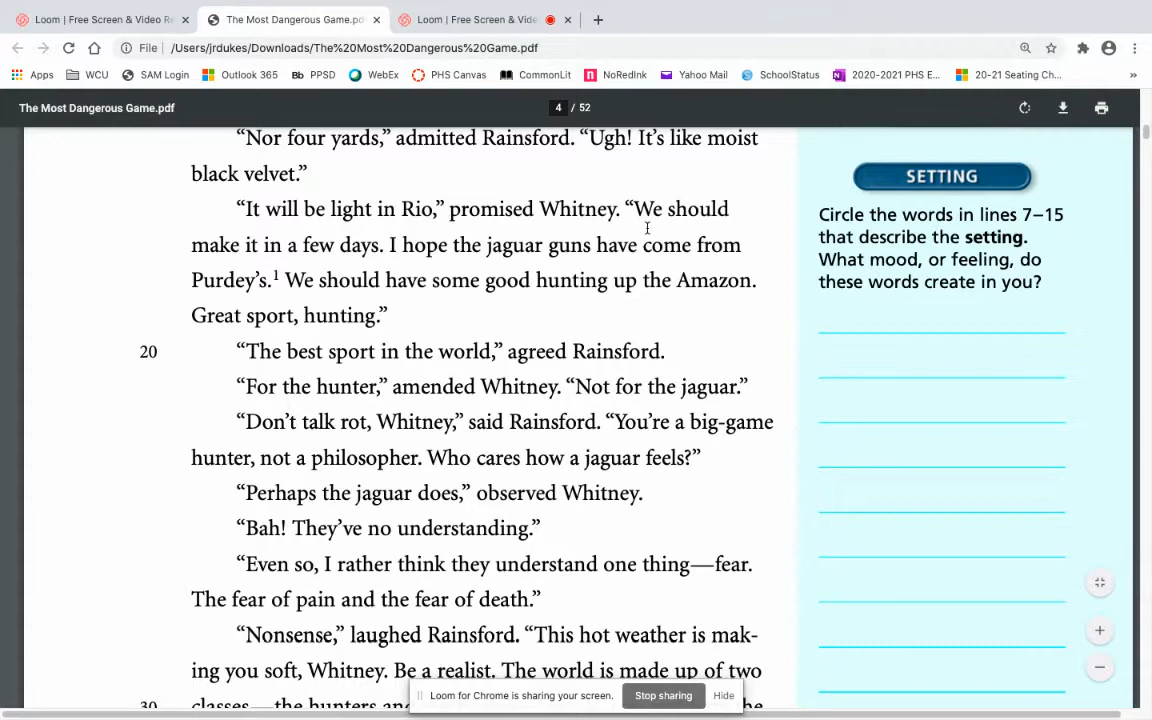 Loom | Free Screen & Video Re
The Most Dangerous Game.pd
Loom | Free Screen & Vide
File
/Users/jrdukes/Downloads/The%20Most%20Dangerous%20Game.pdf
Apps
WCU
SAM Login
Outlook 365
Bb PPSD
WebEx
PHS Canvas
CommonLit
NoRedInk
Yahoo Mail
SchoolStatus
2020-2021 PHS E...
20-21 Seating Ch...
The Most Dangerous Game.pdf
4 / 52
“Nor four yards,” admitted Rainsford. “Ugh! It’s like moist
black velvet.”
“It will be light in Rio,” promised Whitney. “We should
make it in a few days. I hope the jaguar guns have come from
Purdey’s.¹ We should have some good hunting up the Amazon.
Great sport, hunting.”
20 “The best sport in the world,” agreed Rainsford.
“For the hunter,” amended Whitney. “Not for the jaguar.”
“Don’t talk rot, Whitney,” said Rainsford. “You’re a big-game
hunter, not a philosopher. Who cares how a jaguar feels?”
“Perhaps the jaguar does,” observed Whitney.
“Bah! They’ve no understanding.”
“Even so, I rather think they understand one thing—fear.
The fear of pain and the fear of death.”
“Nonsense,” laughed Rainsford. “This hot weather is mak-
ing you soft, Whitney. Be a realist. The world is made up of two
30 classes—the hunters and
SETTING
Circle the words in lines 7–15
that describe the setting.
What mood, or feeling, do
these words create in you?
Loom for Chrome is sharing your screen.
Stop sharing
Hide